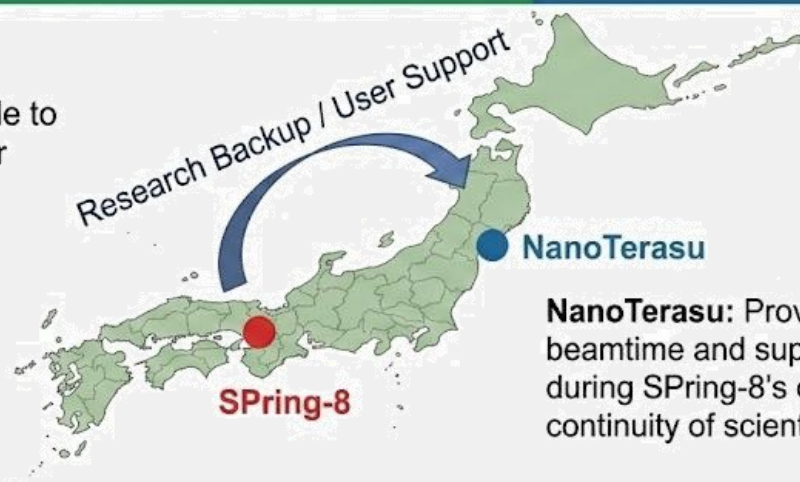 le to
r
Research Backup / User Support
NanoTerasu
SPring-8
NanoTerasu: Prov
beamtime and sup
during SPring-8's
continuity of scient